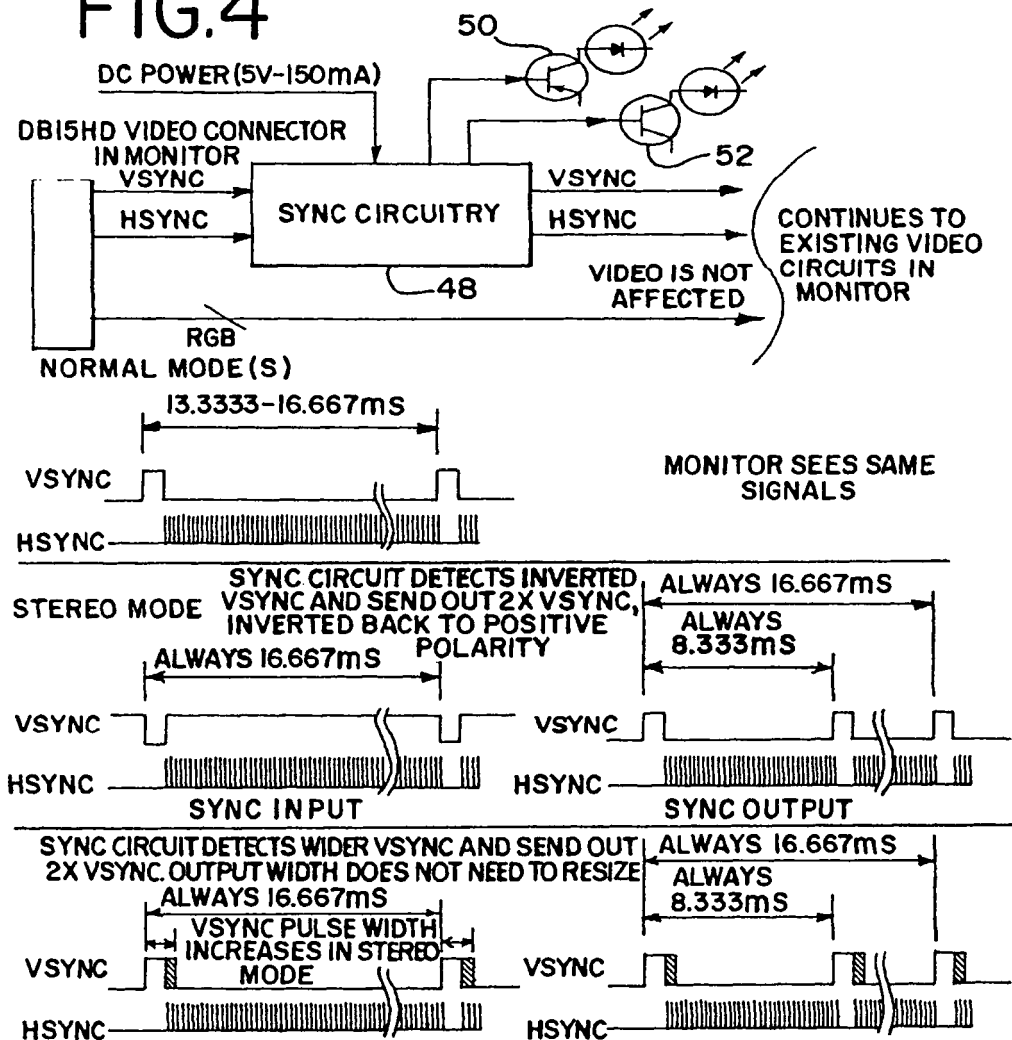 FIG.4
50
DC POWER (5V-150mA)
DB15HD VIDEO CONNECTOR
IN MONITOR
52
VSYNC
VSYNC
SYNC CIRCUITRY
HSYNC
HSYNC
CONTINUES TO
EXISTING VIDEO
CIRCUITS IN
MONITOR
48
VIDEO IS NOT
AFFECTED
RGB
NORMAL MODE(S)
13.3333-16.667mS
VSYNC
MONITOR SEES SAME
SIGNALS
HSYNC
STEREO MODE
SYNC CIRCUIT DETECTS INVERTED
VSYNC AND SEND OUT 2X VSYNC,
INVERTED BACK TO POSITIVE
POLARITY
ALWAYS 16.667mS
ALWAYS
8.333mS
ALWAYS 16.667mS
VSYNC
VSYNC
HSYNC
HSYNC
SYNC INPUT
SYNC OUTPUT
SYNC CIRCUIT DETECTS WIDER VSYNC AND SEND OUT
2X VSYNC. OUTPUT WIDTH DOES NOT NEED TO RESIZE
ALWAYS 16.667mS
ALWAYS
8.333mS
ALWAYS 16.667mS
VSYNC PULSE WIDTH
INCREASES IN STEREO
MODE
VSYNC
VSYNC
HSYNC
HSYNC